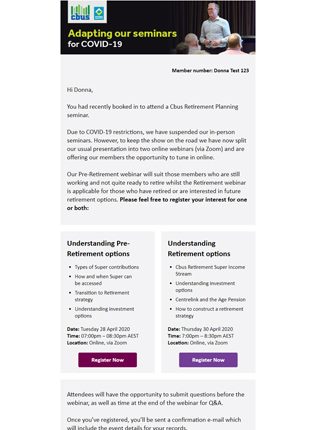 cbus
Adapting our seminars
for COVID-19
Member number: Donna Test 123
Hi Donna,
You had recently booked in to attend a Cbus Retirement Planning
seminar.
Due to COVID-19 restrictions, we have suspended our in-person
seminars. However, to keep the show on the road we have now split
our usual presentation into two online webinars (via Zoom) and are
offering our members the opportunity to tune in online.
Our Pre-Retirement webinar will suit those members who are still
working and not quite ready to retire whilst the Retirement webinar
is applicable for those who have retired or are interested in future
retirement options. Please feel free to register your interest for one
or both:
Understanding Pre-
Retirement options
• Types of Super contributions
• How and when Super can
be accessed
• Transition to Retirement
strategy
• Understanding investment
options
Date: Tuesday 28 April 2020
Time: 07:00pm – 08:30pm AEST
Location: Online, via Zoom
Register Now
Understanding
Retirement options
• Cbus Retirement Super Income
Stream
• Understanding investment
options
• Centrelink and the Age Pension
• How to construct a retirement
strategy
Date: Thursday 30 April 2020
Time: 7:00pm – 8:30pm AEST
Location: Online, via Zoom
Register Now
Attendees will have the opportunity to submit questions before the
webinar, as well as time at the end of the webinar for Q&A.
Once you've registered, you'll be sent a confirmation e-mail which
will include the event details for your records.